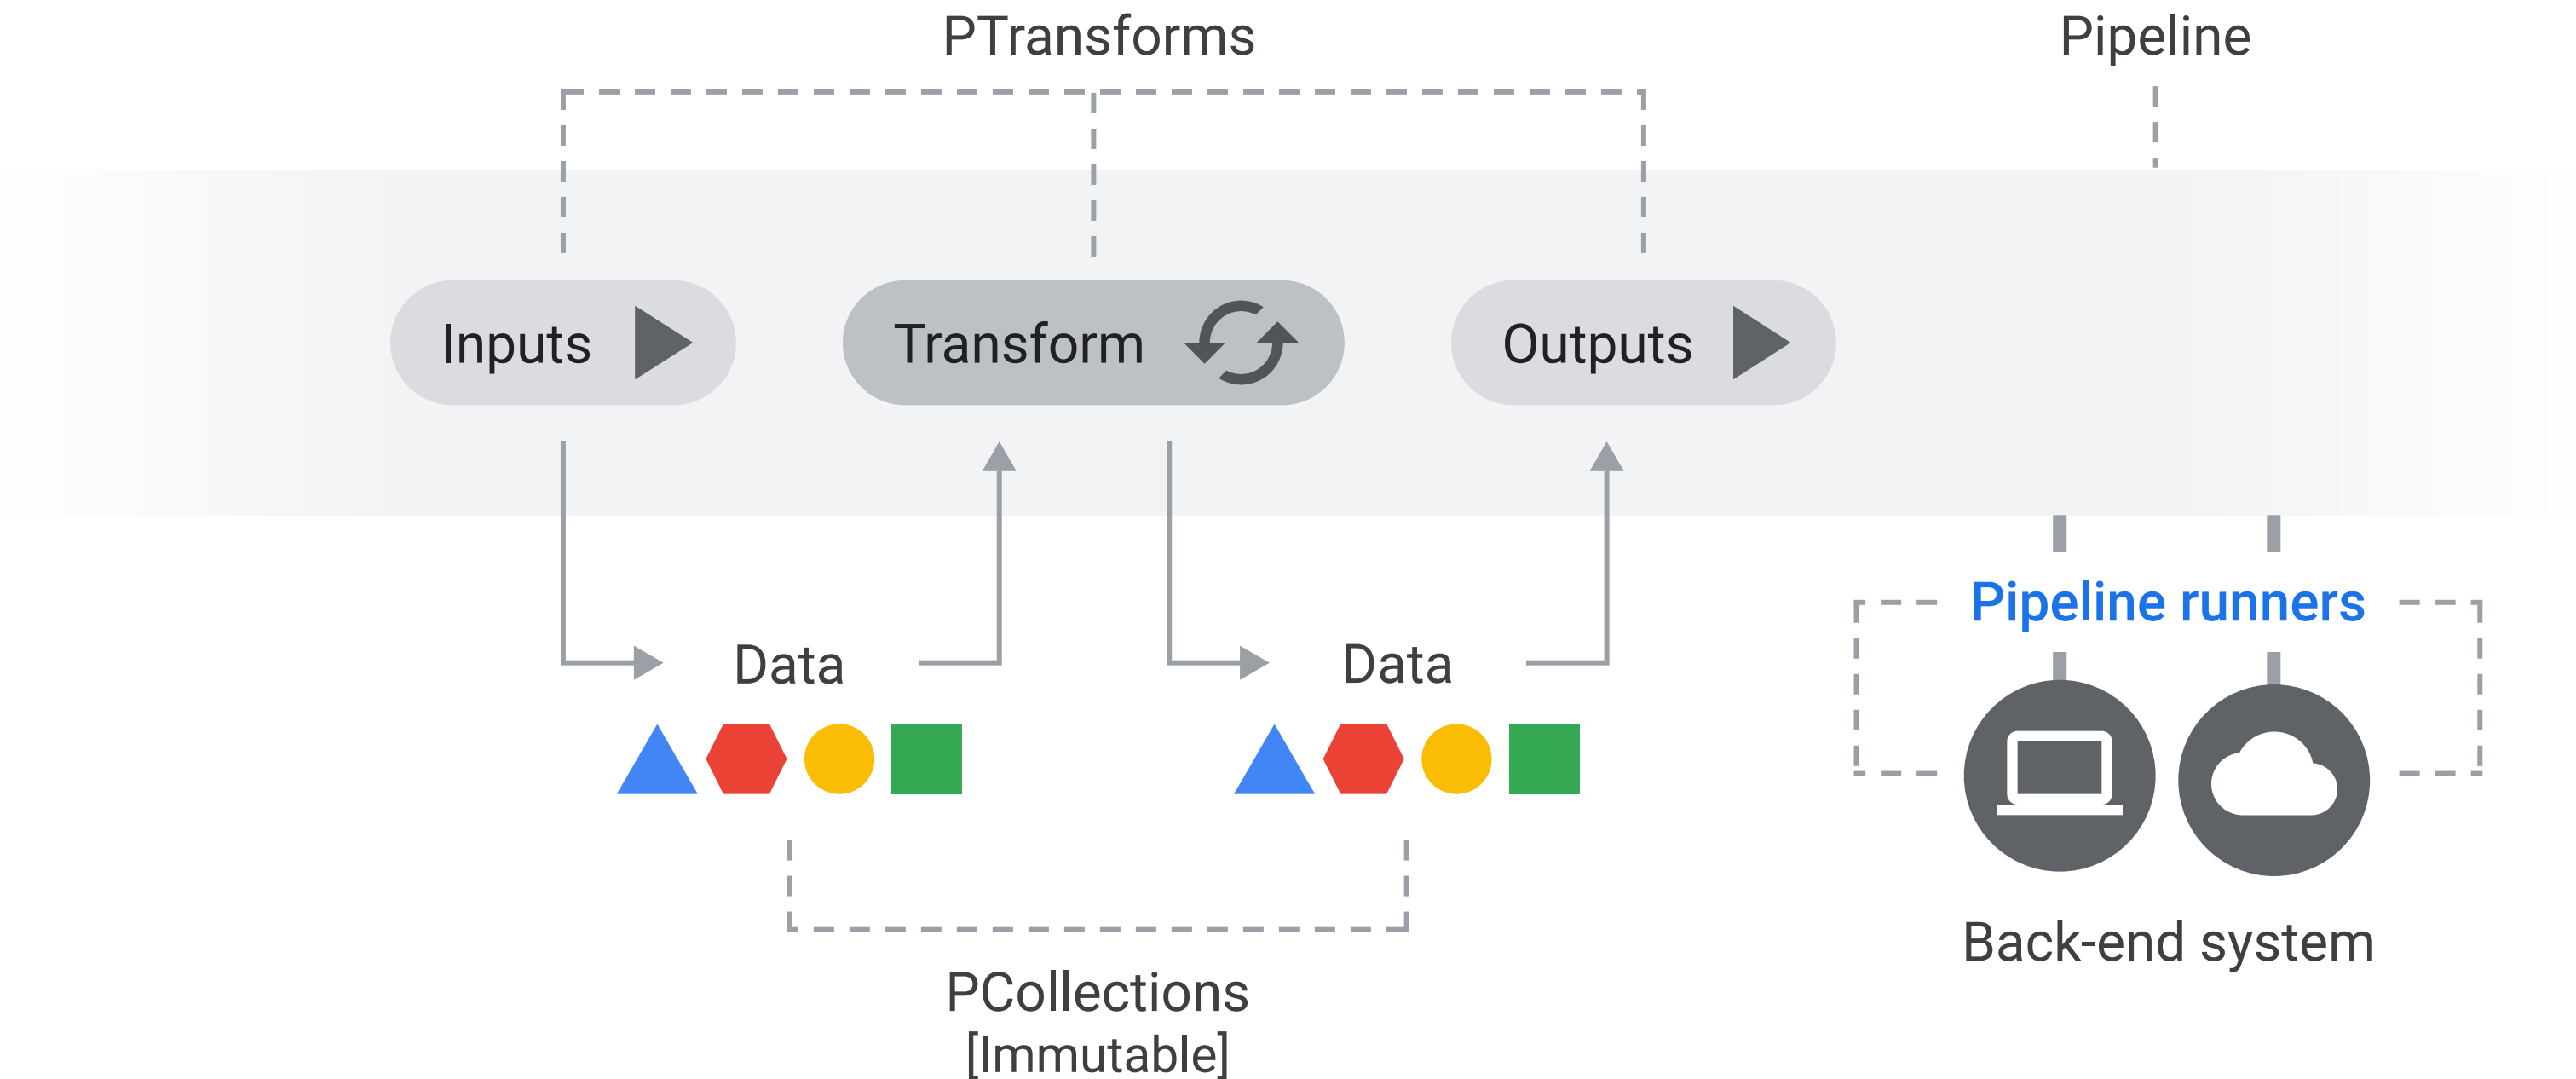 PTransforms
Pipeline
Inputs
Transform
Outputs
Pipeline runners
Data
Data
Back-end system
PCollections
[Immutable]